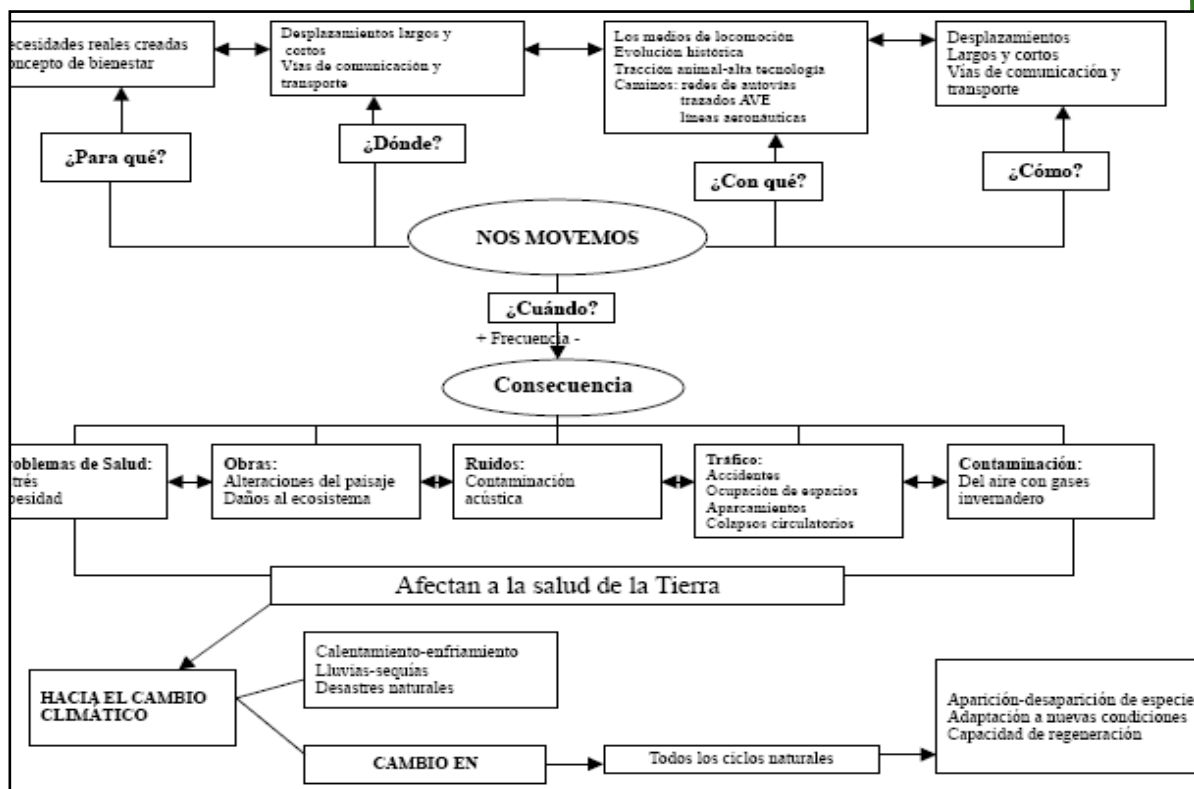 ecesidades reales creadas
oncepto de bienestar
Desplazamientos largos y
cortos
Vías de comunicación y
transporte
Los medios de locomoción
Evolución histórica
Tracción animal-alta tecnología
Caminos: redes de autovías
trazados AVE
líneas aeronáuticas
Desplazamientos
Largos y cortos
Vías de comunicación y
transporte
¿Para qué?
¿Dónde?
¿Con qué?
¿Cómo?
NOS MOVEMOS
¿Cuándo?
+ Frecuencia -
Consecuencia
roblemas de Salud:
trés
besidad
Obras:
Alteraciones del paisaje
Daños al ecosistema
Ruidos:
Contaminación
acústica
Tráfico:
Accidentes
Ocupación de espacios
Aparcamientos
Colapsos circulatorios
Contaminación:
Del aire con gases
invernadero
Afectan a la salud de la Tierra
HACIA EL CAMBIO
CLIMÁTICO
Calentamiento-enfriamiento
Lluvias-sequías
Desastres naturales
CAMBIO EN
Todos los ciclos naturales
Aparición-desaparición de especie
Adaptación a nuevas condiciones
Capacidad de regeneración